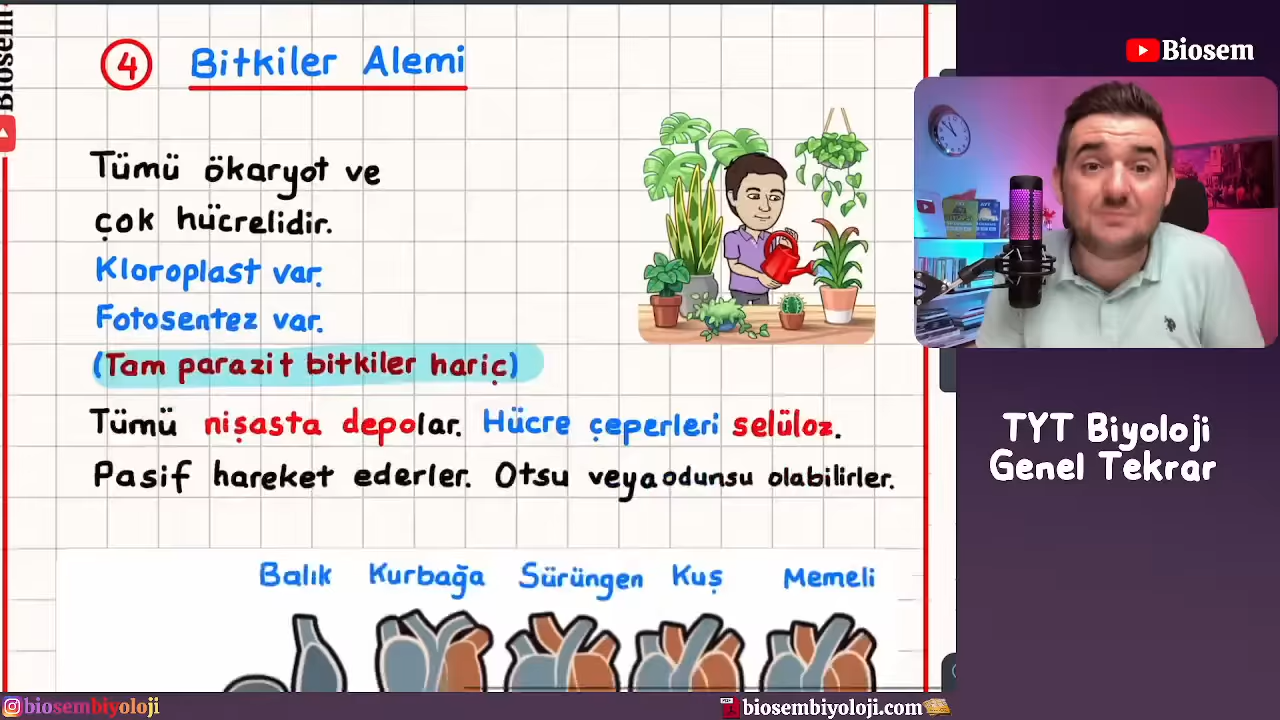 Biosem
4 Bitkiler Alemi
Tümü ökaryot ve
çok hücrelidir.
Kloroplast var.
Fotosentez var.
(Tam parazit bitkiler hariç)
Tümü nişasta depolar. Hücre çeperleri selüloz.
Pasif hareket ederler. Otsu veya odunsu olabilirler.
Balık Kurbağa Sürüngen Kuş Memeli
Biosem
TYT Biyoloji
Genel Tekrar
biosembiyoloji
biosembiyoloji.com